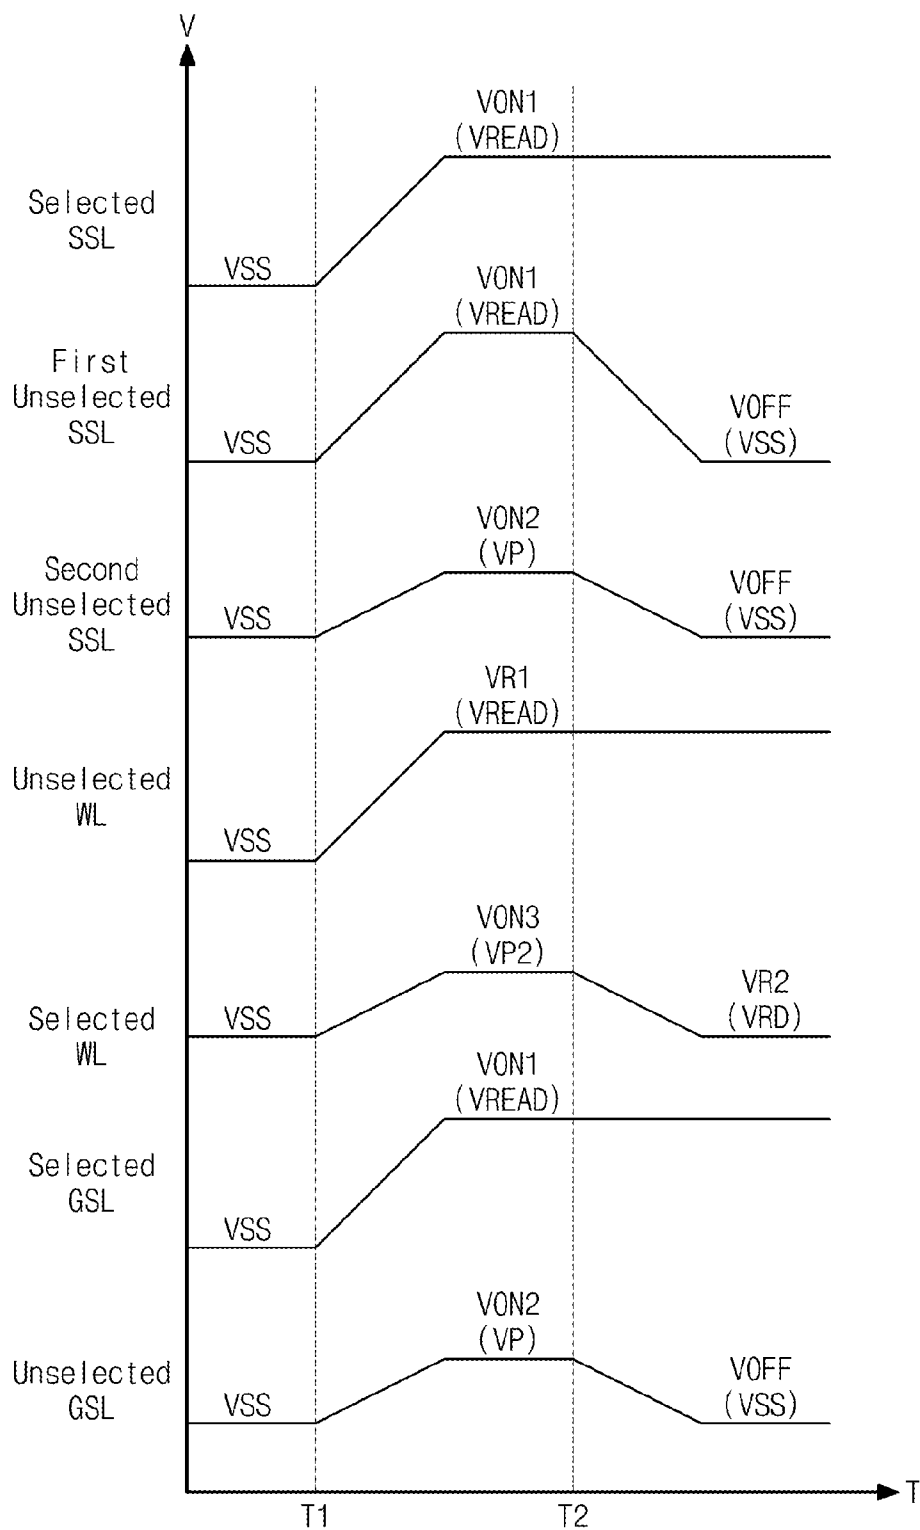 V
VON1
(VREAD)
Selected
SSL
VSS
VON1
(VREAD)
First
Unselected
SSL
VSS
VOFF
(VSS)
VON2
(VP)
Second
Unselected
SSL
VSS
VOFF
(VSS)
VR1
(VREAD)
Unselected
WL
VSS
VON3
(VP2)
Selected
WL
VSS
VR2
(VRD)
VON1
(VREAD)
Selected
GSL
VSS
VON2
(VP)
Unselected
GSL
VSS
VOFF
(VSS)
T
T1
T2